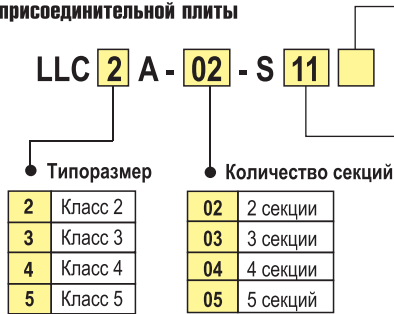 присоединительной плиты
LLC 2 A - 02 - S 11
Типоразмер
2 Класс 2
3 Класс 3
4 Класс 4
5 Класс 5
Количество секций
02 2 секции
03 3 секции
04 4 секции
05 5 секций